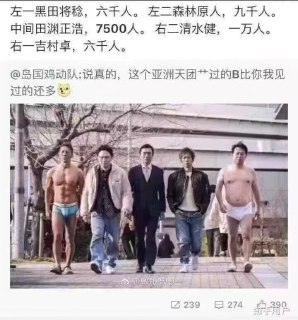 左一黑田将稔，六千人。 左二森林原人，九千人。
中间田渊正浩，7500人。 右二清水健，一万人。
右一吉村卓，六千人。
@岛国鸡动队:说真的，这个亚洲天团艹过的B比你我见
过的还多
239 274 390
知乎用户